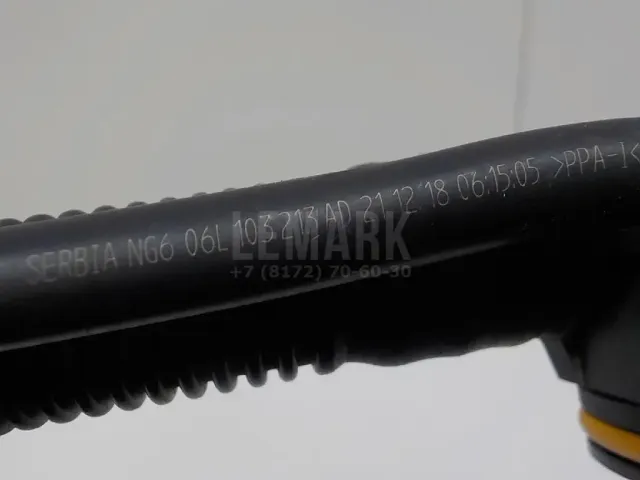 SERBIA NG6 06L 103 213 AD 21 12 18 06:15:05 >PPA-I<
LEMARK
+7 (8172) 70-60-30